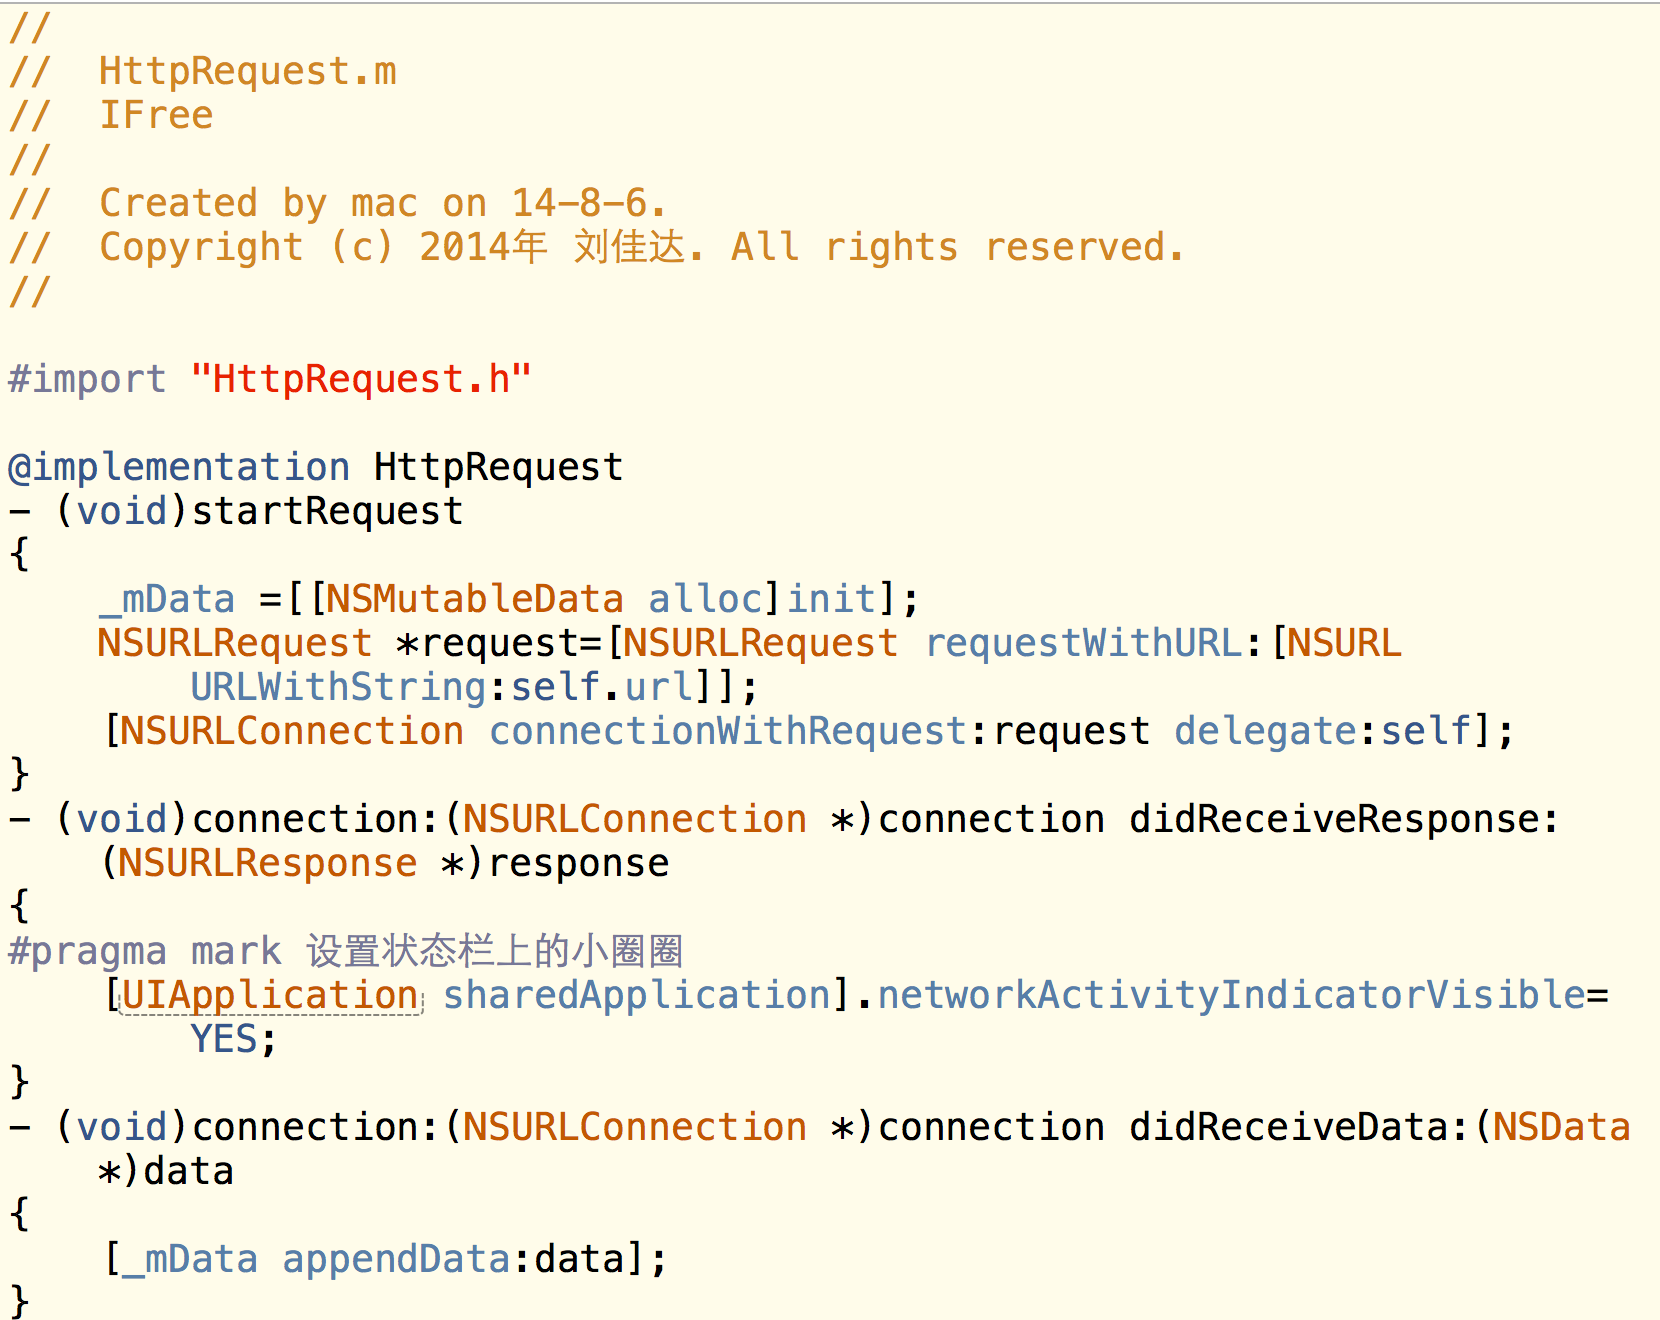 //
//  HttpRequest.m
//  IFree
//
//  Created by mac on 14-8-6.
//  Copyright (c) 2014年 刘佳达. All rights reserved.
//
#import "HttpRequest.h"
@implementation HttpRequest
- (void)startRequest
{
    _mData =[[NSMutableData alloc]init];
    NSURLRequest *request=[NSURLRequest requestWithURL:[NSURL
        URLWithString:self.url]];
    [NSURLConnection connectionWithRequest:request delegate:self];
}
- (void)connection:(NSURLConnection *)connection didReceiveResponse:
    (NSURLResponse *)response
{
#pragma mark 设置状态栏上的小圈圈
    [UIApplication sharedApplication].networkActivityIndicatorVisible=
        YES;
}
- (void)connection:(NSURLConnection *)connection didReceiveData:(NSData
    *)data
{
    [_mData appendData:data];
}